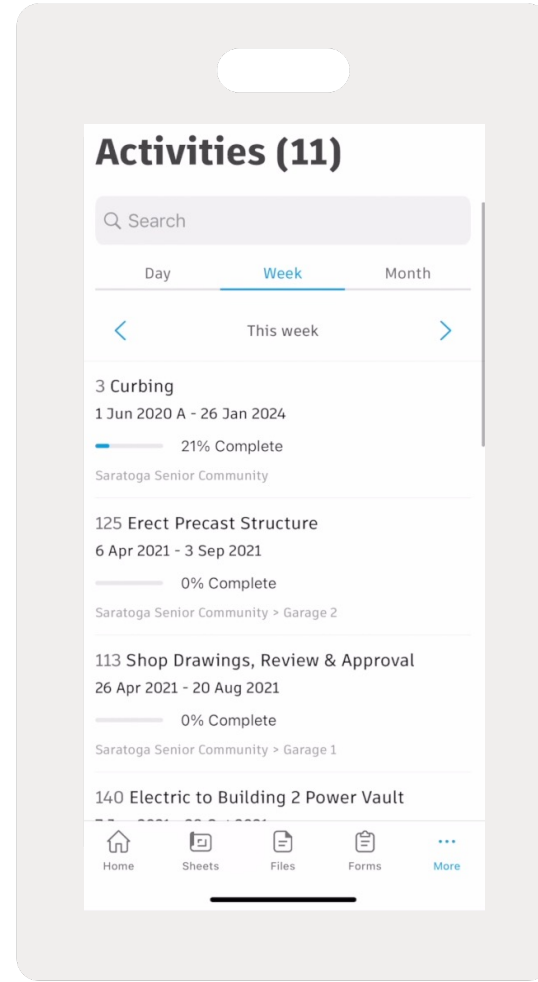 Activities (11)
Search
Day Week Month
This week
3 Curbing
1 Jun 2020 A - 26 Jan 2024
21% Complete
Saratoga Senior Community
125 Erect Precast Structure
6 Apr 2021 - 3 Sep 2021
0% Complete
Saratoga Senior Community > Garage 2
113 Shop Drawings, Review & Approval
26 Apr 2021 - 20 Aug 2021
0% Complete
Saratoga Senior Community > Garage 1
140 Electric to Building 2 Power Vault
Home Sheets Files Forms More